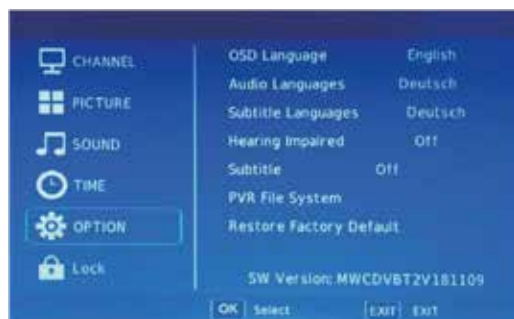 CHANNEL
PICTURE
SOUND
TIME
OPTION
Lock
OSD Language English
Audio Languages Deutsch
Subtitle Languages Deutsch
Hearing Impaired Off
Subtitle Off
PVR File System
Restore Factory Default
SW Version: MWCDVBT2V181109
OK Select EXIT EXIT